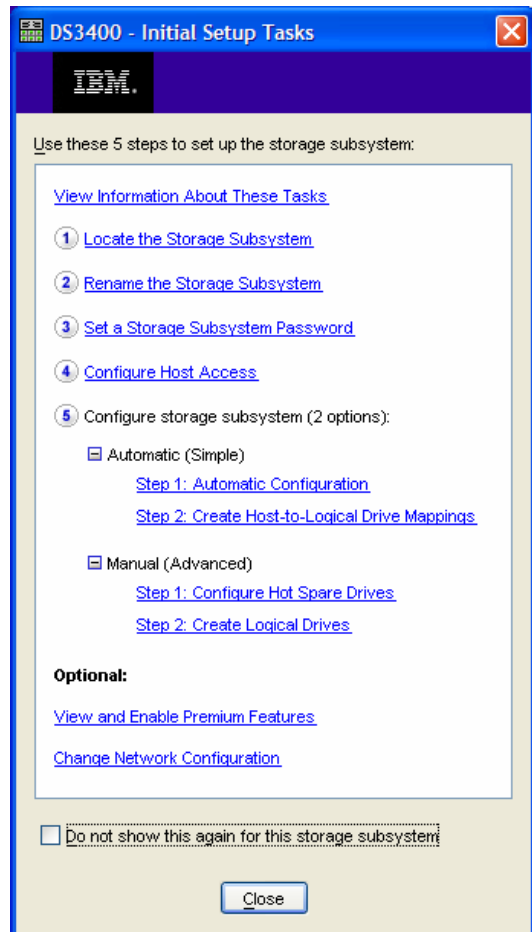 DS3400 - Initial Setup Tasks
IBM.
Use these 5 steps to set up the storage subsystem:
View Information About These Tasks
1 Locate the Storage Subsystem
2 Rename the Storage Subsystem
3 Set a Storage Subsystem Password
4 Configure Host Access
5 Configure storage subsystem (2 options):
Automatic (Simple)
Step 1: Automatic Configuration
Step 2: Create Host-to-Logical Drive Mappings
Manual (Advanced)
Step 1: Configure Hot Spare Drives
Step 2: Create Logical Drives
Optional:
View and Enable Premium Features
Change Network Configuration
Do not show this again for this storage subsystem
Close